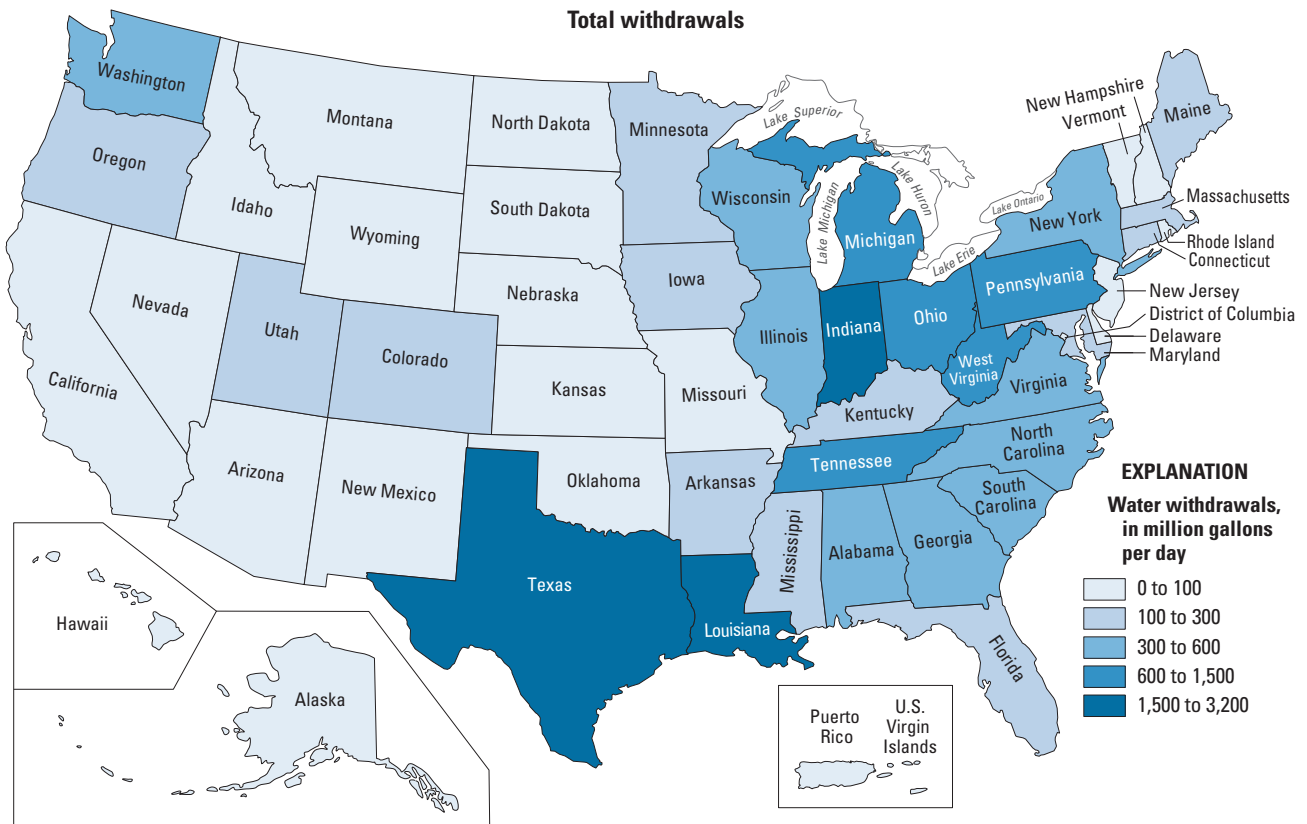 Total withdrawals
Washington
Oregon
California
Nevada
Idaho
Montana
Wyoming
Utah
Colorado
Arizona
New Mexico
North Dakota
South Dakota
Nebraska
Kansas
Oklahoma
Texas
Minnesota
Iowa
Missouri
Arkansas
Louisiana
Wisconsin
Illinois
Michigan
Indiana
Ohio
Kentucky
Tennessee
Mississippi
Alabama
Georgia
Florida
South
Carolina
North
Carolina
Virginia
West
Virginia
Pennsylvania
New York
Maine
New Hampshire
Vermont
Massachusetts
Rhode Island
Connecticut
New Jersey
District of Columbia
Delaware
Maryland
Lake Superior
Lake Michigan
Lake Huron
Lake Erie
Lake Ontario
Hawaii
Alaska
Puerto
Rico
U.S.
Virgin
Islands
EXPLANATION
Water withdrawals,
in million gallons
per day
0 to 100
100 to 300
300 to 600
600 to 1,500
1,500 to 3,200